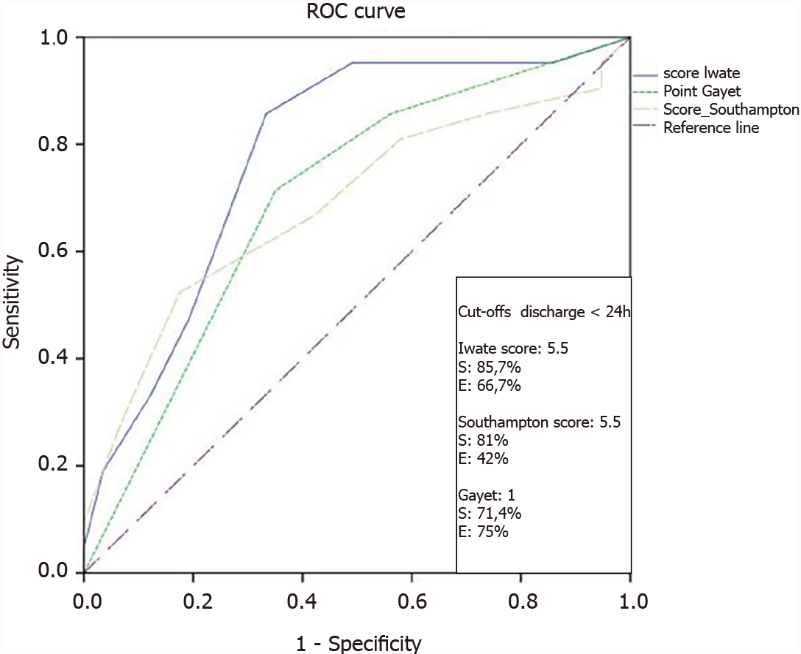 ROC curve
1.0
0.8
0.6
0.4
0.2
0.0
Sensitivity
0.0 0.2 0.4 0.6 0.8 1.0
1 - Specificity
score Iwate
Point Gayet
Score_Southampton
Reference line
Cut-offs discharge < 24h
Iwate score: 5.5
S: 85,7%
E: 66,7%
Southampton score: 5.5
S: 81%
E: 42%
Gayet: 1
S: 71,4%
E: 75%